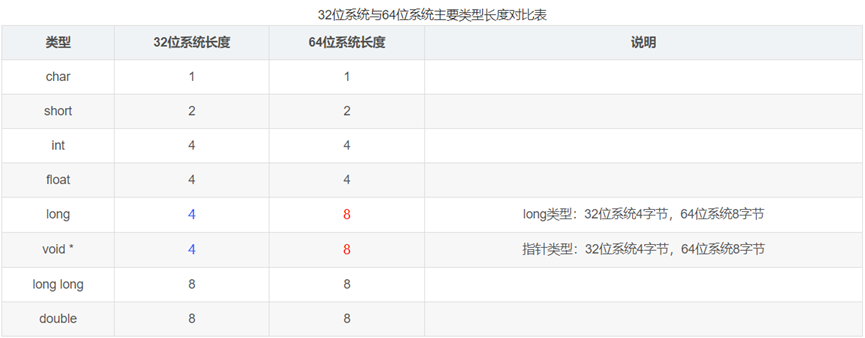 32位系统与64位系统主要类型长度对比表
类型 32位系统长度 64位系统长度 说明
char 1 1
short 2 2
int 4 4
float 4 4
long 4 8 long类型：32位系统4字节，64位系统8字节
void * 4 8 指针类型：32位系统4字节，64位系统8字节
long long 8 8
double 8 8